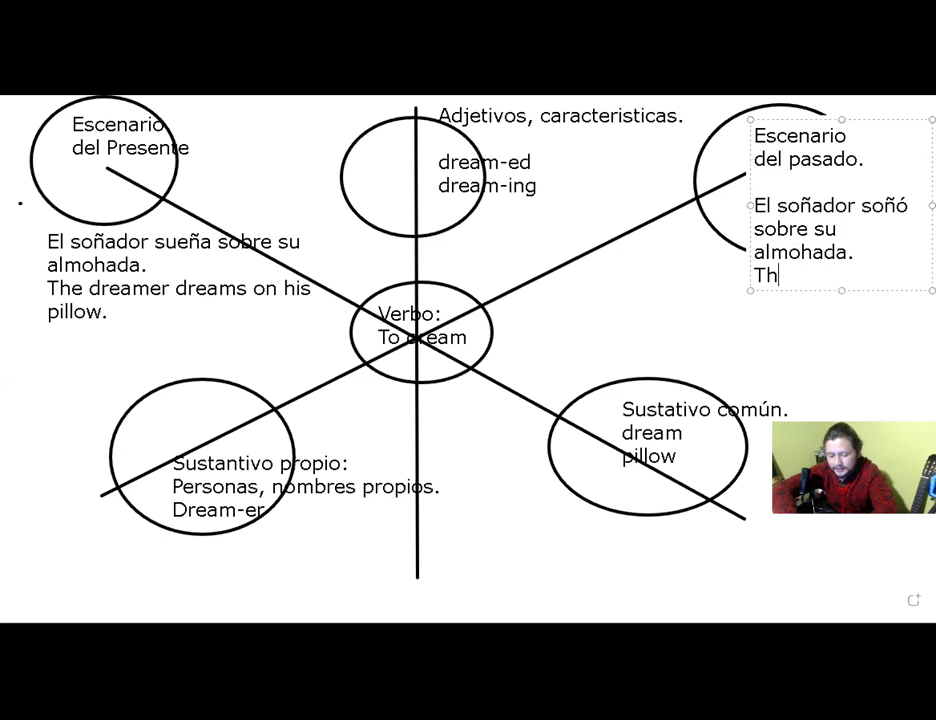 Escenario
del Presente
El soñador sueña sobre su
almohada.
The dreamer dreams on his
pillow.
Adjetivos, caracteristicas.
dream-ed
dream-ing
Escenario
del pasado.
El soñador soñó
sobre su
almohada.
Th
Verbo:
To dream
Sustantivo propio:
Personas, nombres propios.
Dream-er
Sustativo común.
dream
pillow